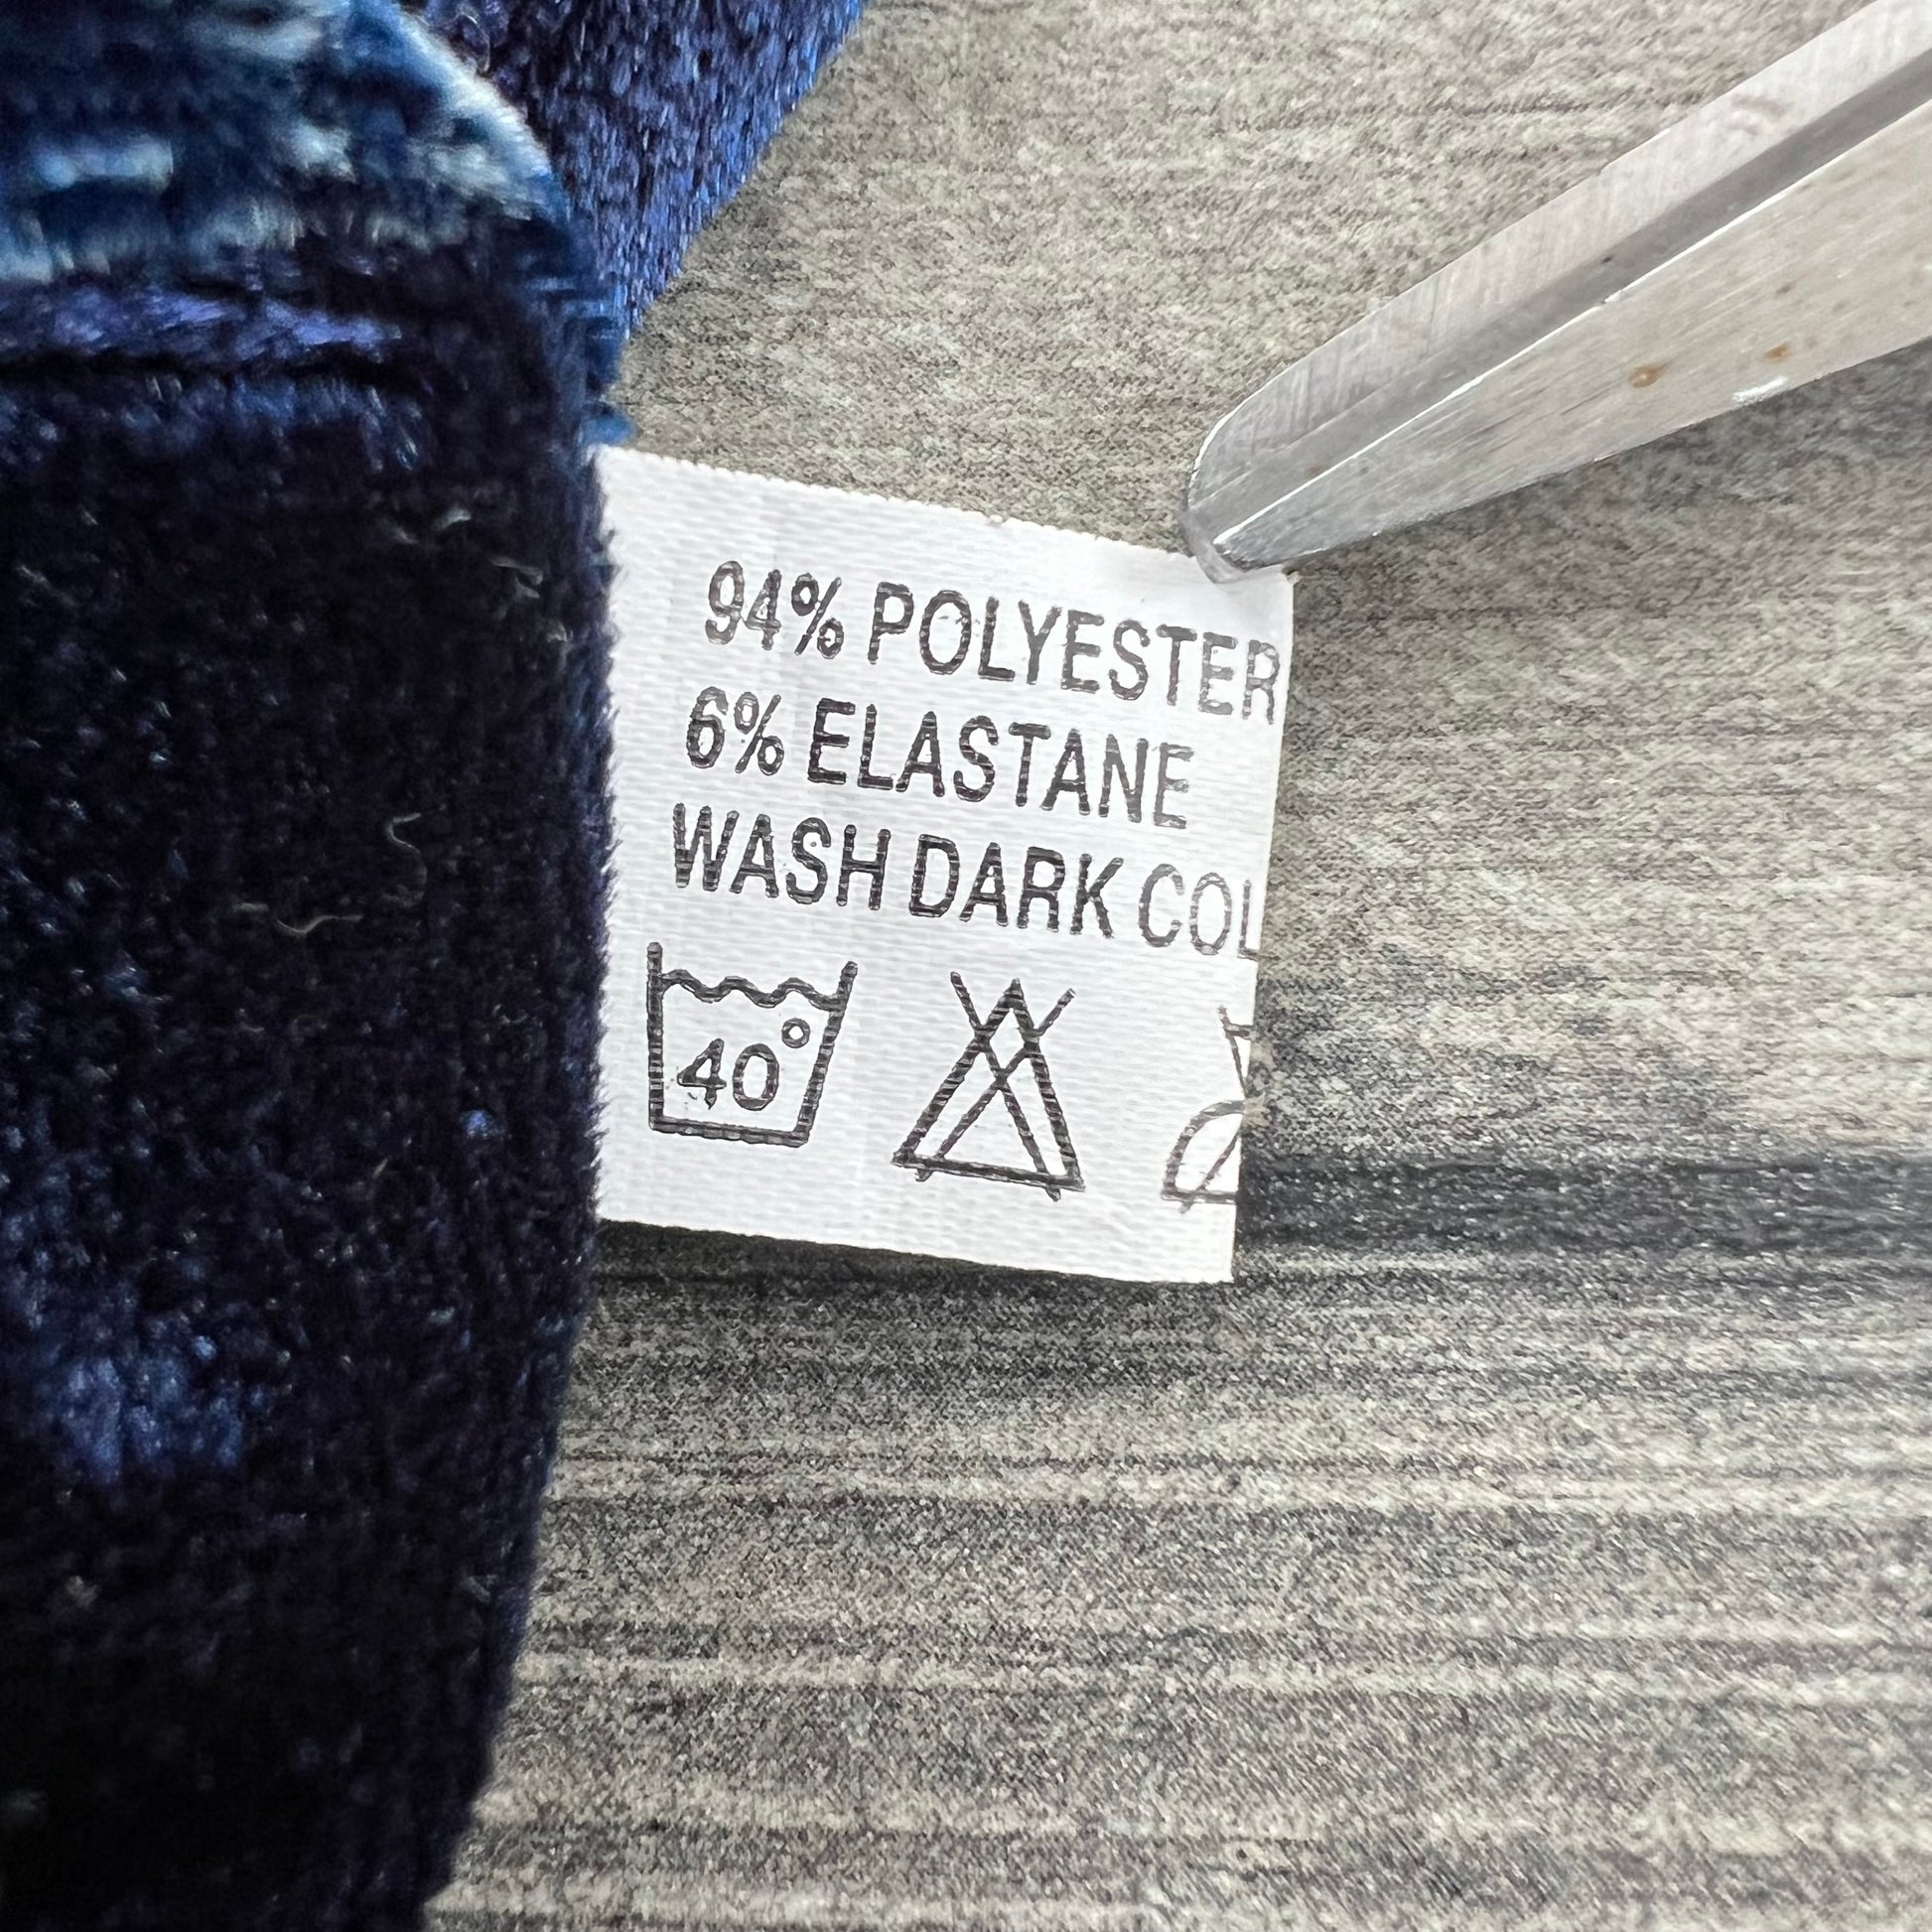 94% POLYESTER
6% ELASTANE
WASH DARK COL
40°